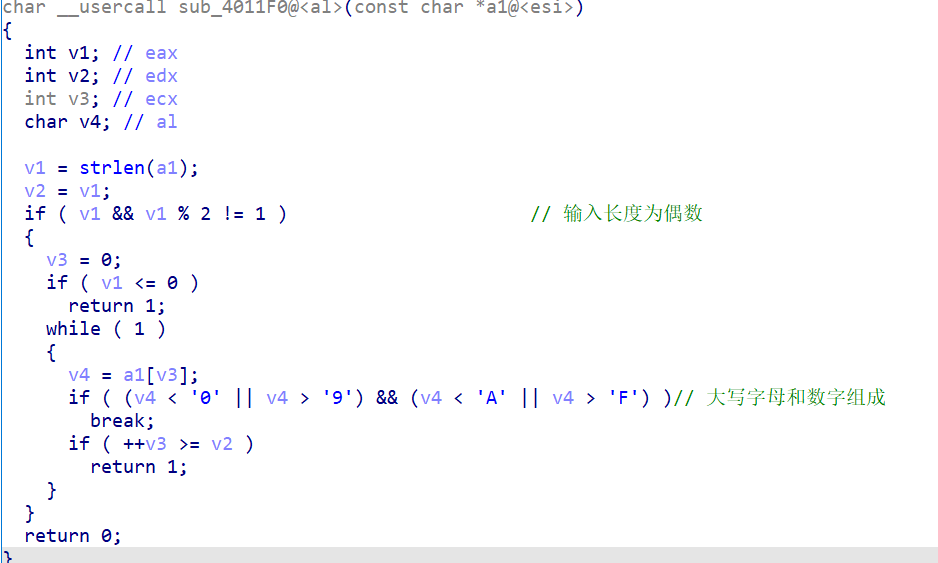 char __usercall sub_4011F0@<al>(const char *a1@<esi>)
{
  int v1; // eax
  int v2; // edx
  int v3; // ecx
  char v4; // al

  v1 = strlen(a1);
  v2 = v1;
  if ( v1 && v1 % 2 != 1 )                      // 输入长度为偶数
  {
    v3 = 0;
    if ( v1 <= 0 )
      return 1;
    while ( 1 )
    {
      v4 = a1[v3];
      if ( (v4 < '0' || v4 > '9') && (v4 < 'A' || v4 > 'F') )// 大写字母和数字组成
        break;
      if ( ++v3 >= v2 )
        return 1;
    }
  }
  return 0;
}